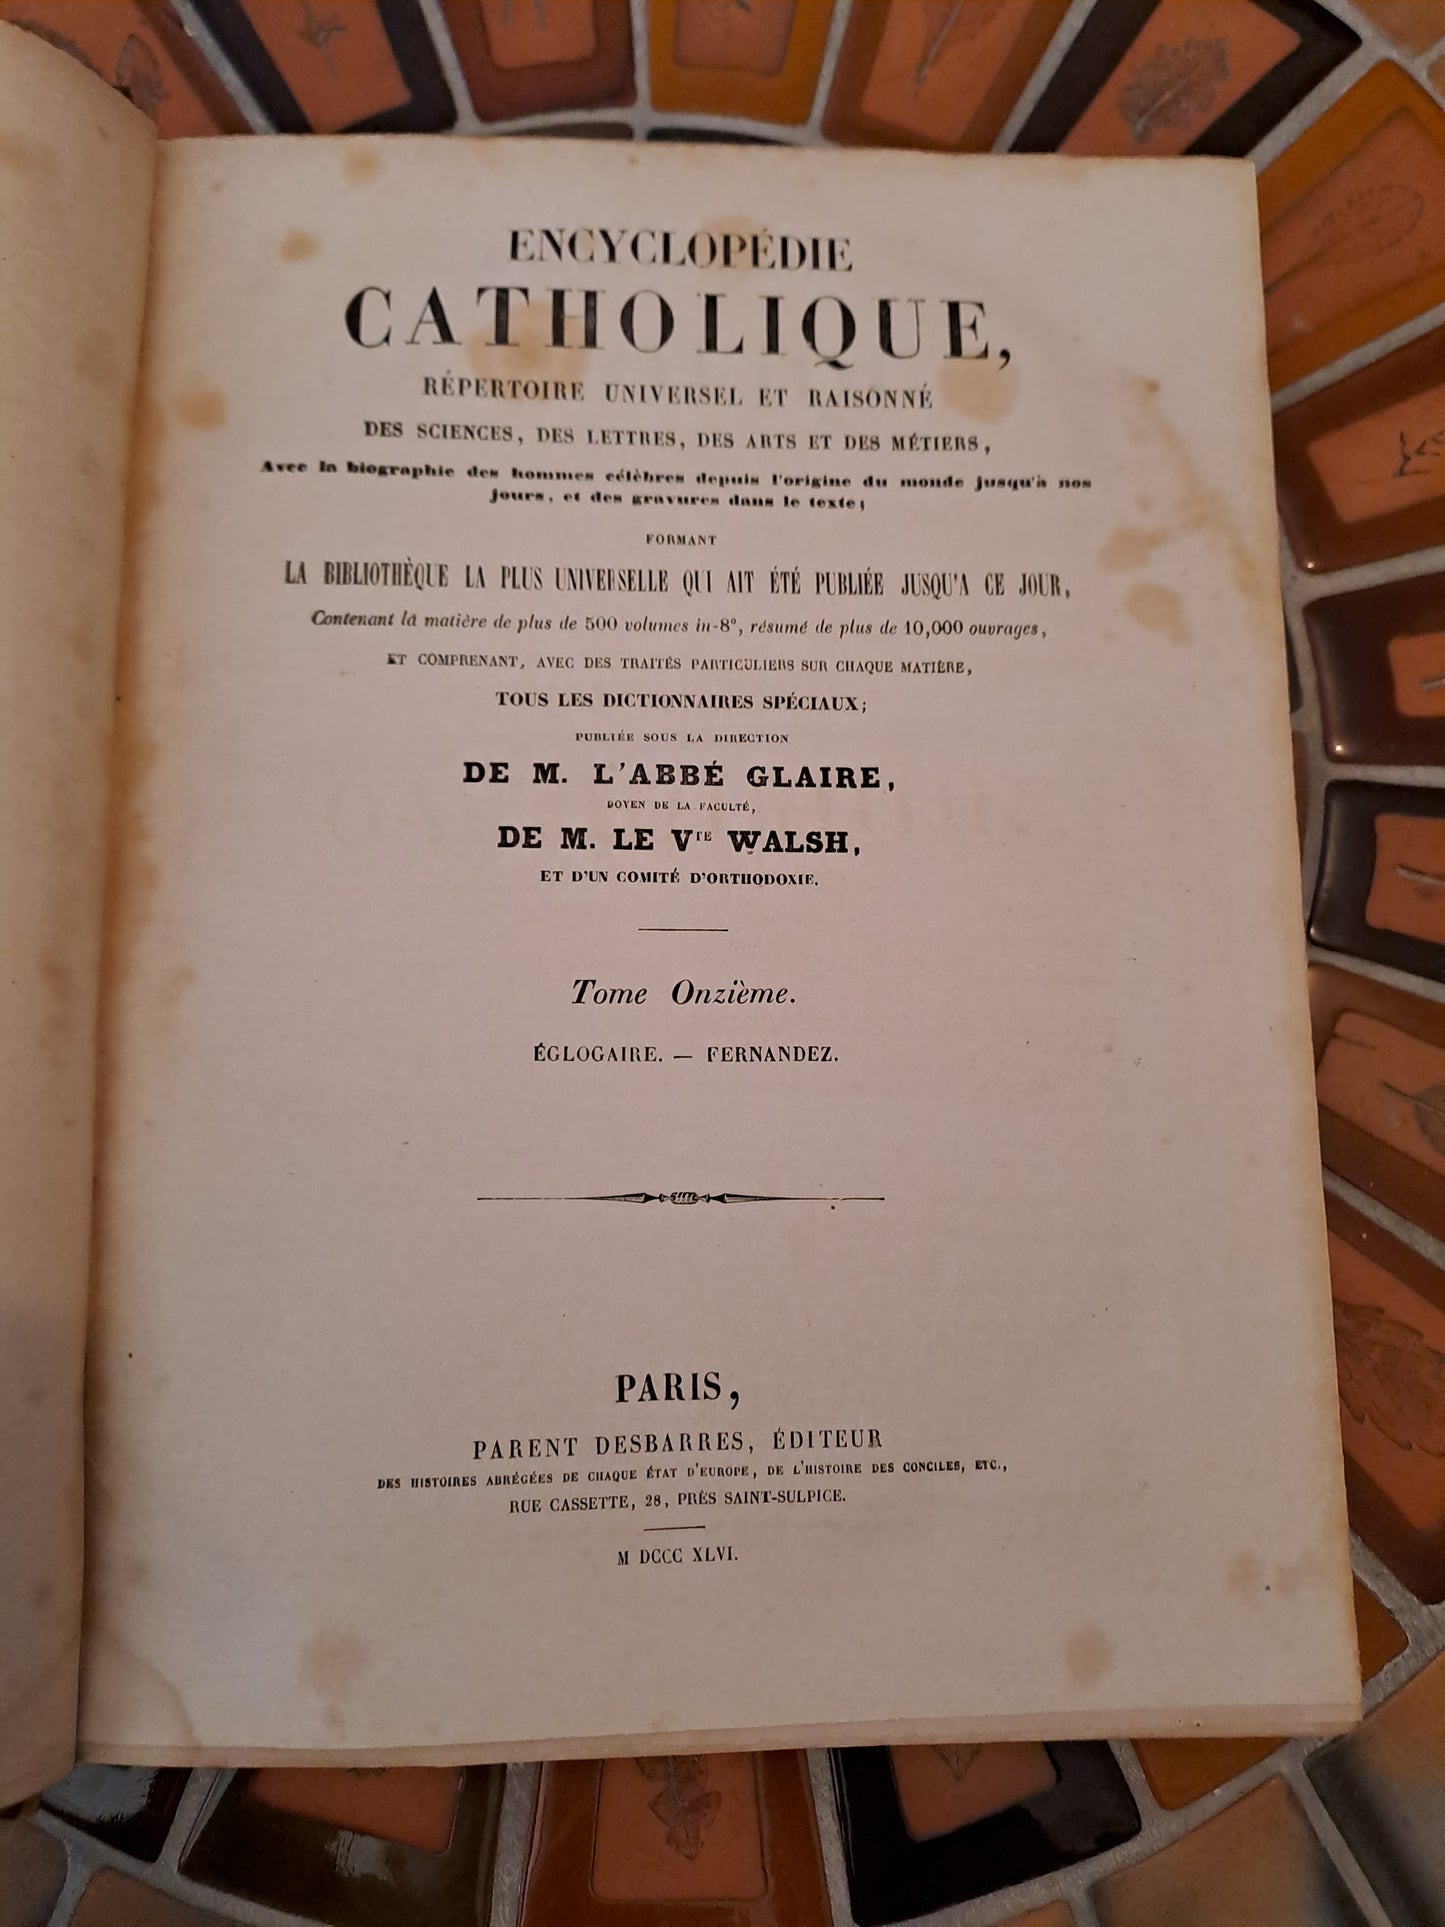 ENCYCLOPÉDIE
CATHOLIQUE,
RÉPERTOIRE UNIVERSEL ET RAISONNÉ
DES SCIENCES, DES LETTRES, DES ARTS ET DES MÉTIERS,
Avec la biographie des hommes célèbres depuis l'origine du monde jusqu'à nos
jours, et des gravures dans le texte;
FORMANT
LA BIBLIOTHÈQUE LA PLUS UNIVERSELLE QUI AIT ÉTÉ PUBLIÉE JUSQU'A CE JOUR,
Contenant la matière de plus de 500 volumes in-8°, résumé de plus de 10,000 ouvrages,
ET COMPRENANT, AVEC DES TRAITÉS PARTICULIERS SUR CHAQUE MATIÈRE,
TOUS LES DICTIONNAIRES SPÉCIAUX;
PUBLIÉE SOUS LA DIRECTION
DE M. L'ABBÉ GLAIRE,
DOYEN DE LA FACULTÉ,
DE M. LE VTE WALSH,
ET D'UN COMITÉ D'ORTHODOXIE.
Tome Onzième.
ÉGLOGAIRE. — FERNANDEZ.
PARIS,
PARENT DESBARRES, ÉDITEUR
DES HISTOIRES ABRÉGÉES DE CHAQUE ÉTAT D'EUROPE, DE L'HISTOIRE DES CONCILES, ETC.,
RUE CASSETTE, 28, PRÈS SAINT-SULPICE.
M DCCC XLVI.